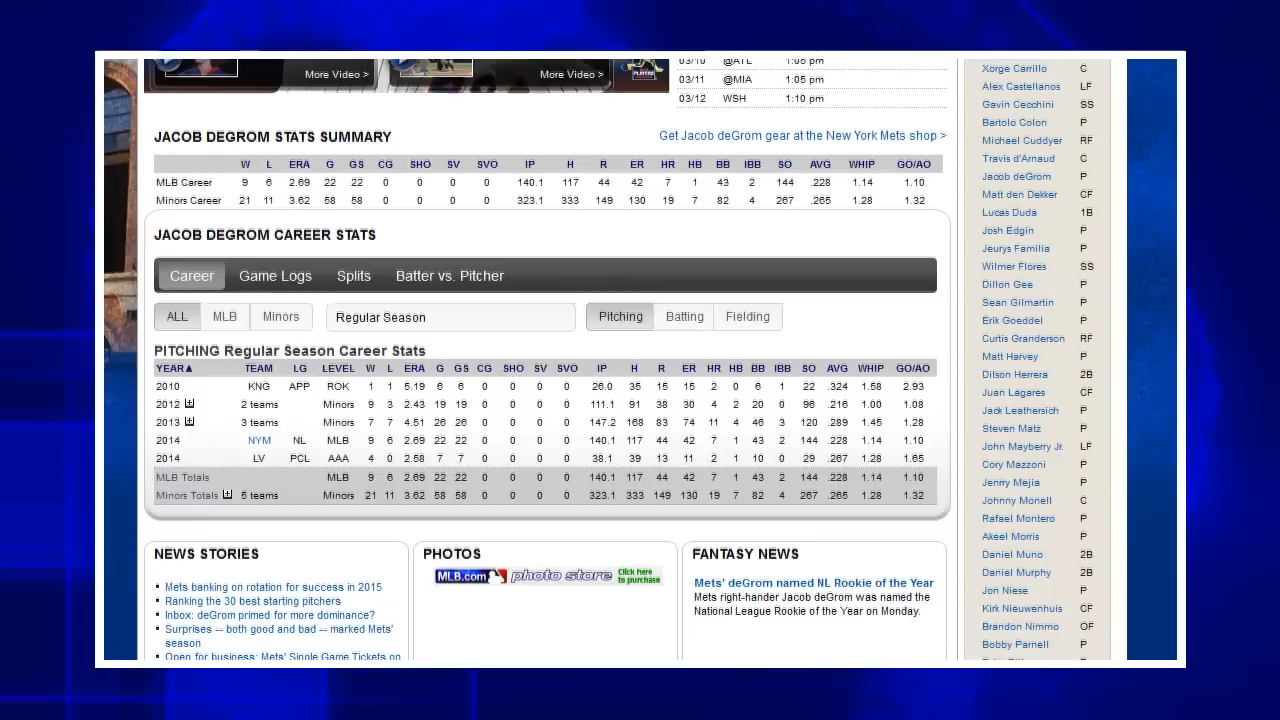 More Video >
More Video >
03/10 @ATL 1:05 pm
03/11 @MIA 1:05 pm
03/12 WSH 1:10 pm
JACOB DEGROM STATS SUMMARY
Get Jacob deGrom gear at the New York Mets shop >
W L ERA G GS CG SHO SV SVO IP H R ER HR HB BB IBB SO AVG WHIP GO/AO
MLB Career 9 6 2.69 22 22 0 0 0 0 140.1 117 44 42 7 1 43 2 144 .228 1.14 1.10
Minors Career 21 11 3.62 58 58 0 0 0 0 323.1 333 149 130 19 7 82 4 267 .265 1.28 1.32
JACOB DEGROM CAREER STATS
Career Game Logs Splits Batter vs. Pitcher
ALL MLB Minors Regular Season Pitching Batting Fielding
PITCHING Regular Season Career Stats
YEAR▲ TEAM LG LEVEL W L ERA G GS CG SHO SV SVO IP H R ER HR HB BB IBB SO AVG WHIP GO/AO
2010 KNG APP ROK 1 1 5.19 6 6 0 0 0 0 26.0 35 15 15 2 0 6 1 22 .324 1.58 2.93
2012 2 teams Minors 9 3 2.43 19 19 0 0 0 0 111.1 91 38 30 4 2 20 0 96 .216 1.00 1.08
2013 3 teams Minors 7 7 4.51 26 26 0 0 0 0 147.2 168 83 74 11 4 46 3 120 .289 1.45 1.28
2014 NYM NL MLB 9 6 2.69 22 22 0 0 0 0 140.1 117 44 42 7 1 43 2 144 .228 1.14 1.10
2014 LV PCL AAA 4 0 2.58 7 7 0 0 0 0 38.1 39 13 11 2 1 10 0 29 .267 1.28 1.65
MLB Totals MLB 9 6 2.69 22 22 0 0 0 0 140.1 117 44 42 7 1 43 2 144 .228 1.14 1.10
Minors Totals 5 teams Minors 21 11 3.62 58 58 0 0 0 0 323.1 333 149 130 19 7 82 4 267 .265 1.28 1.32
NEWS STORIES
Mets banking on rotation for success in 2015
Ranking the 30 best starting pitchers
Inbox: deGrom primed for more dominance?
Surprises -- both good and bad -- marked Mets'
season
Open for business: Mets' Single Game Tickets on
PHOTOS
MLB.com photo store Click here
to purchase
FANTASY NEWS
Mets' deGrom named NL Rookie of the Year
Mets right-hander Jacob deGrom was named the
National League Rookie of the Year on Monday.
Xorge Carrillo C
Alex Castellanos LF
Gavin Cecchini SS
Bartolo Colon P
Michael Cuddyer RF
Travis d'Arnaud C
Jacob deGrom P
Matt den Dekker CF
Lucas Duda 1B
Josh Edgin P
Jeurys Familia P
Wilmer Flores SS
Dillon Gee P
Sean Gilmartin P
Erik Goeddel P
Curtis Granderson RF
Matt Harvey P
Dilson Herrera 2B
Juan Lagares CF
Jack Leathersich P
Steven Matz P
John Mayberry Jr. LF
Cory Mazzoni P
Jenrry Mejia P
Johnny Monell C
Rafael Montero P
Akeel Morris P
Daniel Muno 2B
Daniel Murphy 2B
Jon Niese P
Kirk Nieuwenhuis CF
Brandon Nimmo OF
Bobby Parnell P